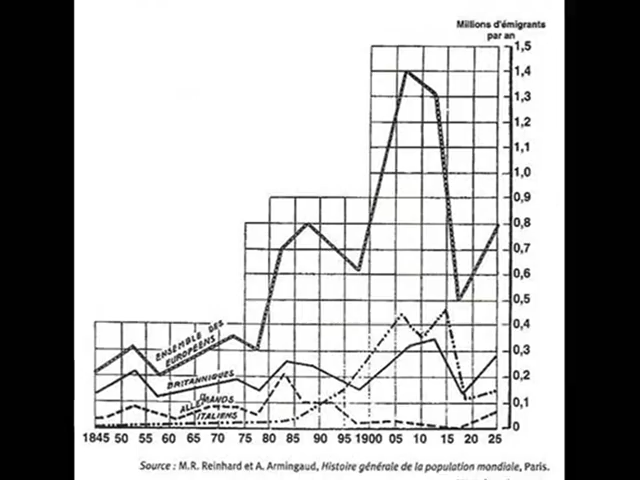 Millions d'émigrants
par an
1,5
1,4
1,3
1,2
1,1
1,0
0,9
0,8
0,7
0,6
0,5
0,4
0,3
0,2
0,1
0
ENSEMBLE DES
EUROPÉENS
BRITANNIQUES
ALLEMANDS
ITALIENS
1845 50 55 60 65 70 75 80 85 90 95 1900 05 10 15 20 25
Source : M.R. Reinhard et A. Armingaud, Histoire générale de la population mondiale, Paris.